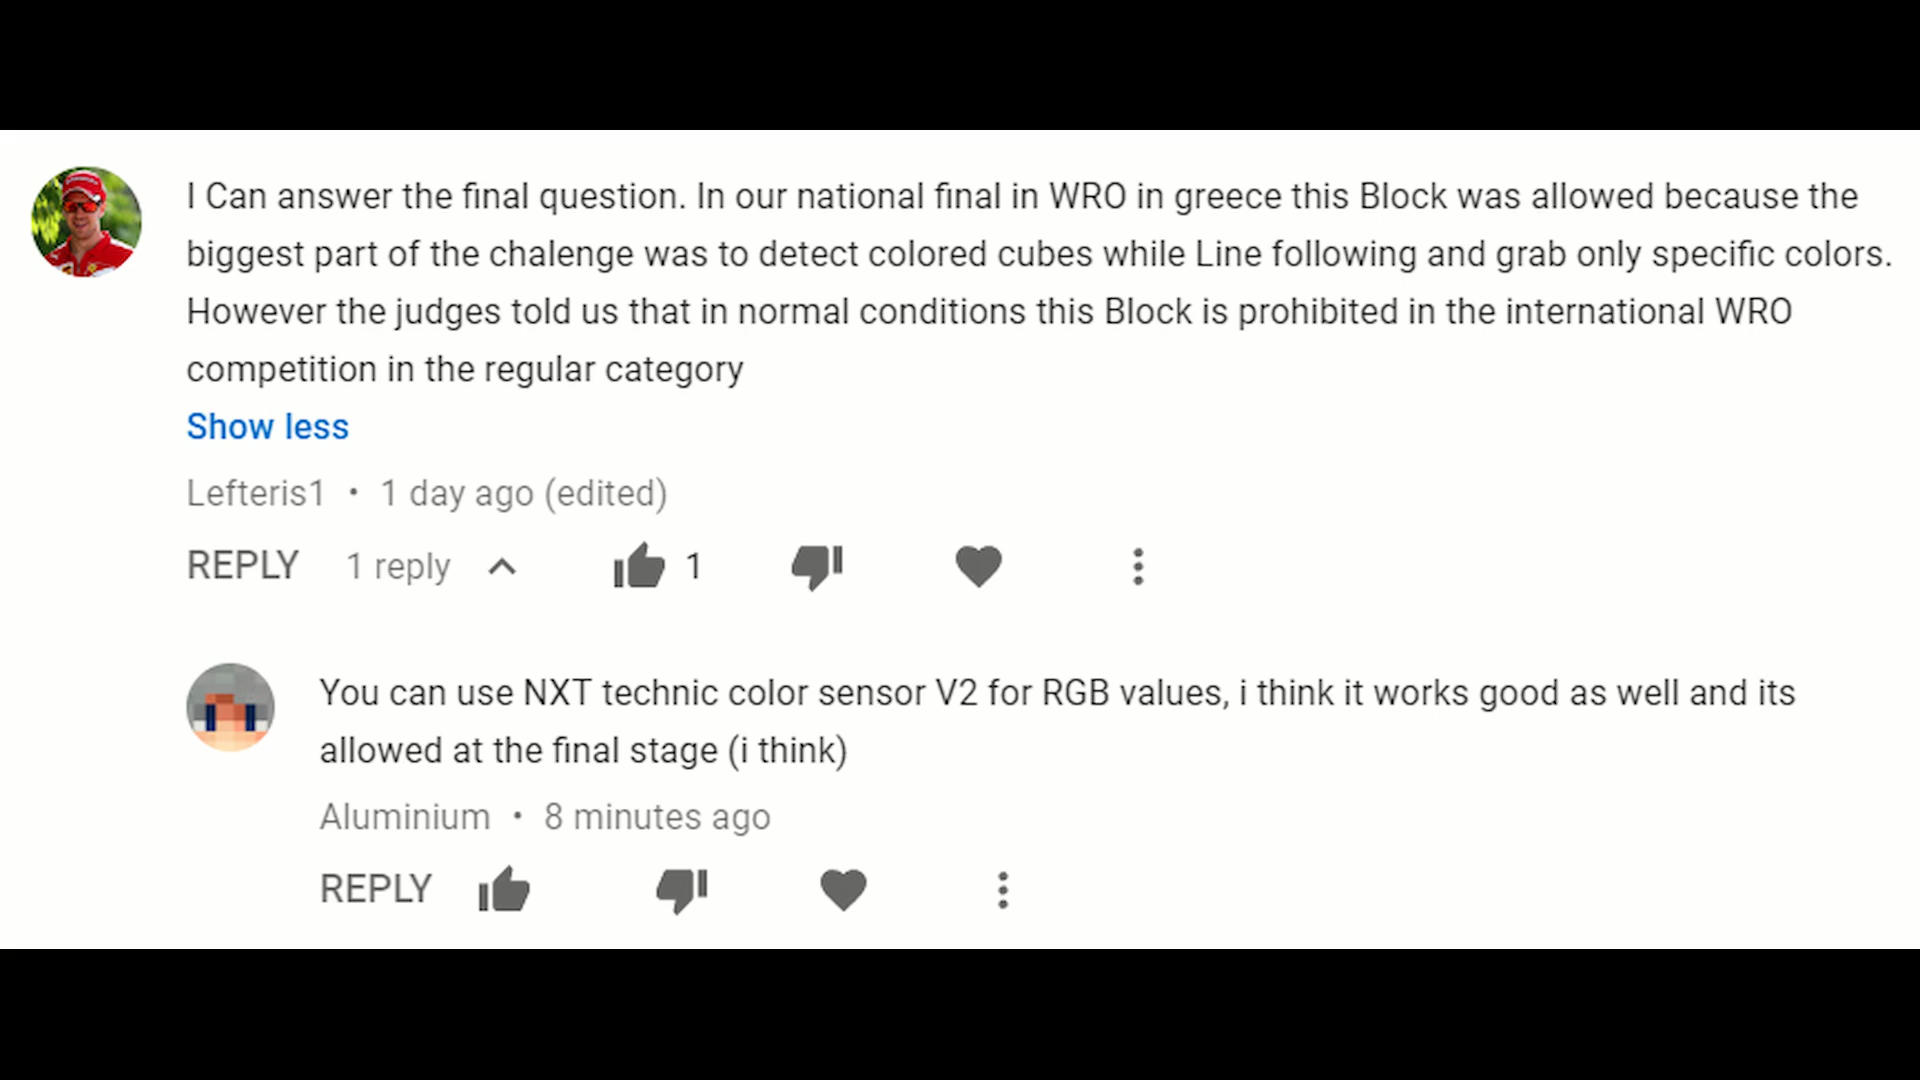 I Can answer the final question. In our national final in WRO in greece this Block was allowed because the
biggest part of the chalenge was to detect colored cubes while Line following and grab only specific colors.
However the judges told us that in normal conditions this Block is prohibited in the international WRO
competition in the regular category
Show less
Lefteris1 • 1 day ago (edited)
REPLY 1 reply 1
You can use NXT technic color sensor V2 for RGB values, i think it works good as well and its
allowed at the final stage (i think)
Aluminium • 8 minutes ago
REPLY